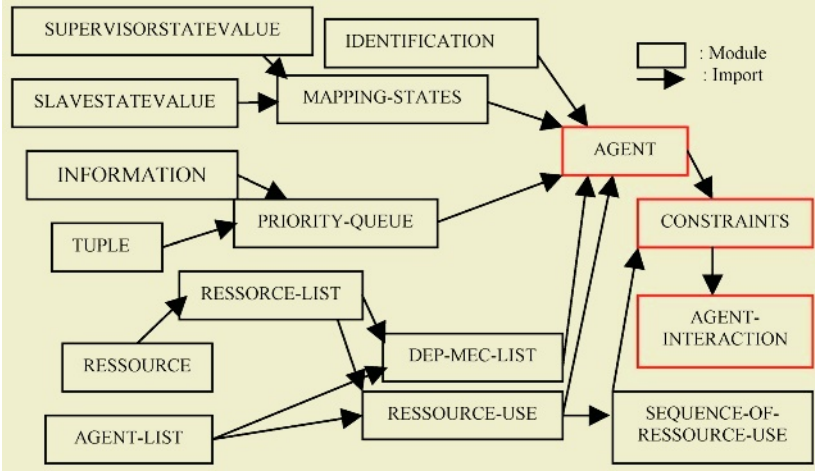 SUPERVISORSTATEVALUE
IDENTIFICATION
: Module
: Import
SLAVESTATEVALUE
MAPPING-STATES
AGENT
INFORMATION
PRIORITY-QUEUE
CONSTRAINTS
TUPLE
RESSORCE-LIST
AGENT-
INTERACTION
RESSOURCE
DEP-MEC-LIST
AGENT-LIST
RESSOURCE-USE
SEQUENCE-OF-
RESSOURCE-USE